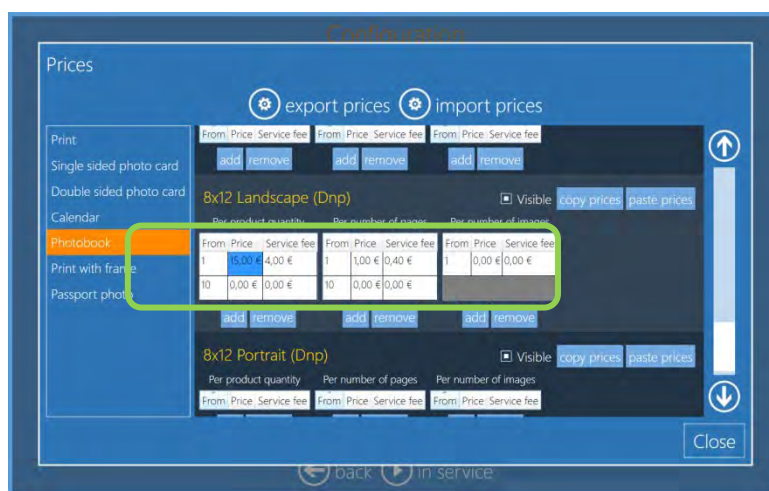 Configuration
Prices
export prices import prices
Print
Single sided photo card
Double sided photo card
Calendar
Photobook
Print with frame
Passport photo
From Price Service fee From Price Service fee From Price Service fee
add remove add remove add remove
8x12 Landscape (Dnp) Visible copy prices paste prices
Per product quantity Per number of pages Per number of images
From Price Service fee From Price Service fee From Price Service fee
1 15,00 € 4,00 € 1 1,00 € 0,40 € 1 0,00 € 0,00 €
10 0,00 € 0,00 € 10 0,00 € 0,00 €
add remove add remove add remove
8x12 Portrait (Dnp) Visible copy prices paste prices
Per product quantity Per number of pages Per number of images
From Price Service fee From Price Service fee From Price Service fee
Close
back in service